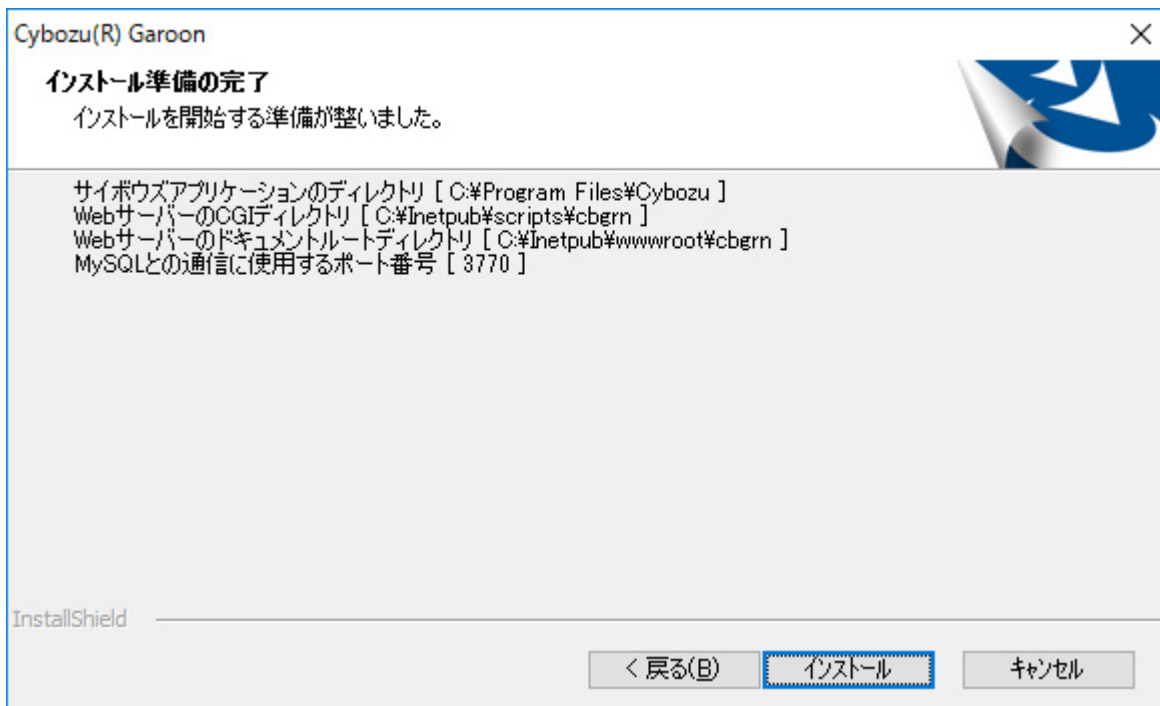 Cybozu(R) Garoon
インストール準備の完了
インストールを開始する準備が整いました。
サイボウズアプリケーションのディレクトリ [ C:¥Program Files¥Cybozu ]
WebサーバーのCGIディレクトリ [ C:¥Inetpub¥scripts¥cbgrn ]
Webサーバーのドキュメントルートディレクトリ [ C:¥Inetpub¥wwwroot¥cbgrn ]
MySQLとの通信に使用するポート番号 [ 3770 ]
InstallShield
< 戻る(B)
インストール
キャンセル